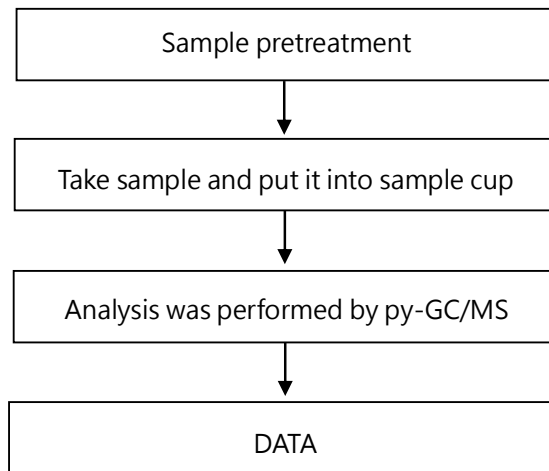 Sample pretreatment
Take sample and put it into sample cup
Analysis was performed by py-GC/MS
DATA